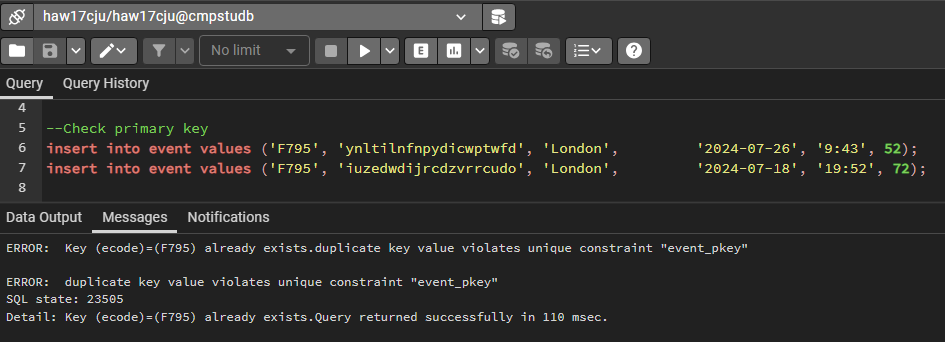 haw17cju/haw17cju@cmpstudb
No limit
E
Query Query History
4
5 --Check primary key
6 insert into event values ('F795', 'ynltilnfnpydicwptwfd', 'London', '2024-07-26', '9:43', 52);
7 insert into event values ('F795', 'iuzedwdijrcdzvrrcudo', 'London', '2024-07-18', '19:52', 72);
8
Data Output Messages Notifications
ERROR: Key (ecode)=(F795) already exists.duplicate key value violates unique constraint "event_pkey"
ERROR: duplicate key value violates unique constraint "event_pkey"
SQL state: 23505
Detail: Key (ecode)=(F795) already exists.Query returned successfully in 110 msec.